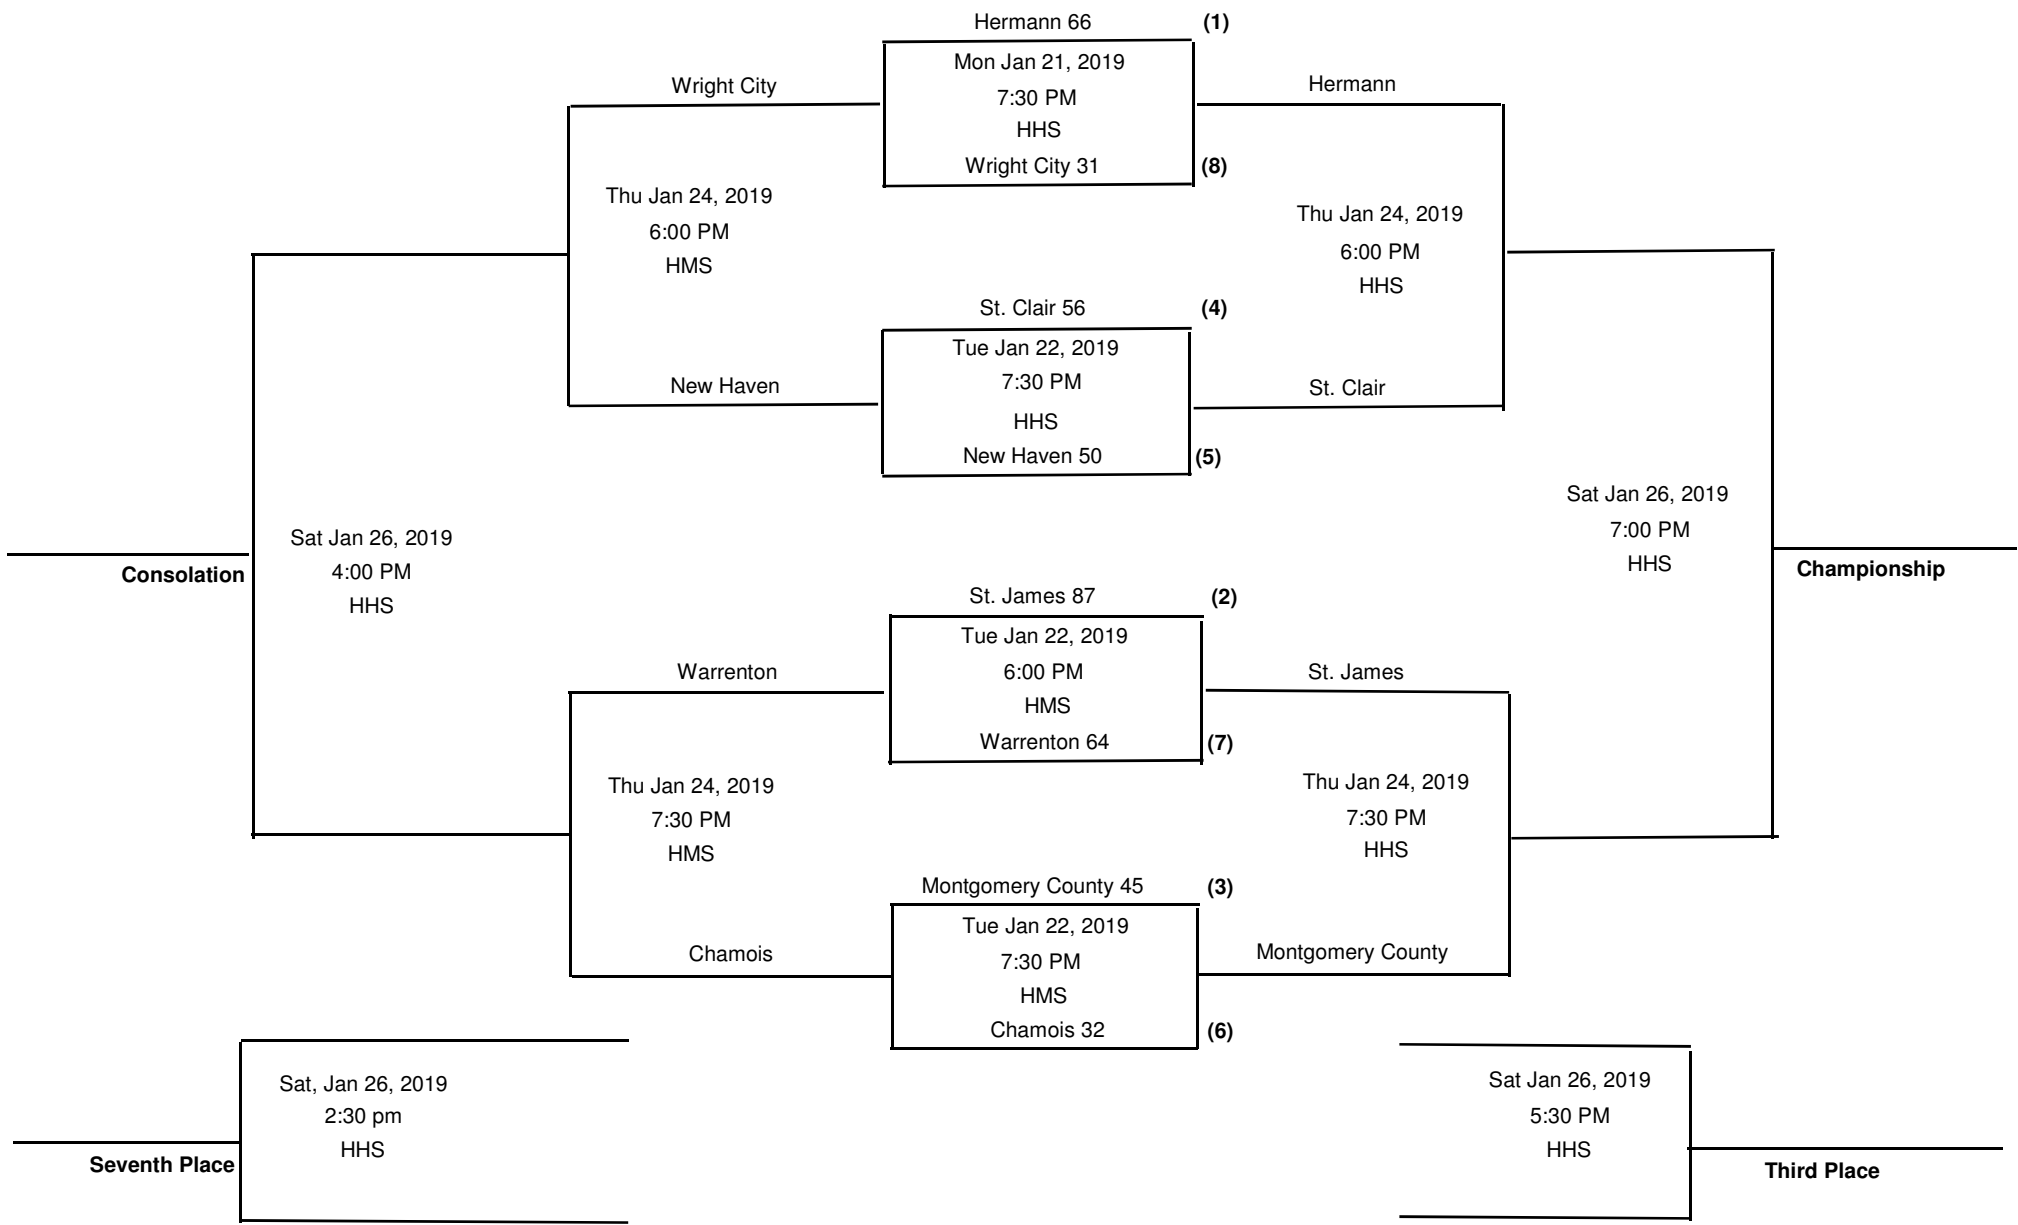 Hermann 66 (1)
Mon Jan 21, 2019
7:30 PM
HHS
Wright City 31 (8)
Wright City
Hermann
Thu Jan 24, 2019
6:00 PM
HMS
Thu Jan 24, 2019
6:00 PM
HHS
St. Clair 56 (4)
Tue Jan 22, 2019
7:30 PM
HHS
New Haven 50 (5)
New Haven
St. Clair
Sat Jan 26, 2019
4:00 PM
HHS
Consolation
Sat Jan 26, 2019
7:00 PM
HHS
Championship
St. James 87 (2)
Tue Jan 22, 2019
6:00 PM
HMS
Warrenton 64 (7)
Warrenton
St. James
Thu Jan 24, 2019
7:30 PM
HMS
Thu Jan 24, 2019
7:30 PM
HHS
Montgomery County 45 (3)
Tue Jan 22, 2019
7:30 PM
HMS
Chamois 32 (6)
Chamois
Montgomery County
Sat, Jan 26, 2019
2:30 pm
HHS
Seventh Place
Sat Jan 26, 2019
5:30 PM
HHS
Third Place